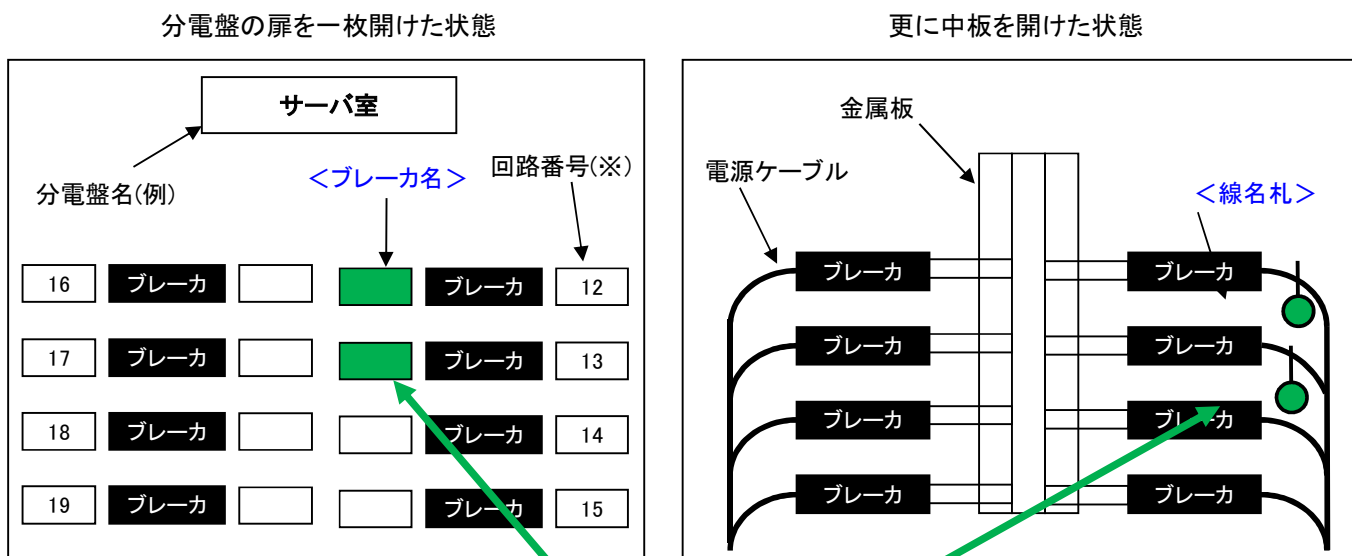 分電盤の扉を一枚開けた状態
サーバ室
分電盤名(例)
<ブレーカ名>
回路番号(※)
16 ブレーカ ブレーカ 12
17 ブレーカ ブレーカ 13
18 ブレーカ ブレーカ 14
19 ブレーカ ブレーカ 15
更に中板を開けた状態
金属板
電源ケーブル
<線名札>
ブレーカ ブレーカ
ブレーカ ブレーカ
ブレーカ ブレーカ
ブレーカ ブレーカ